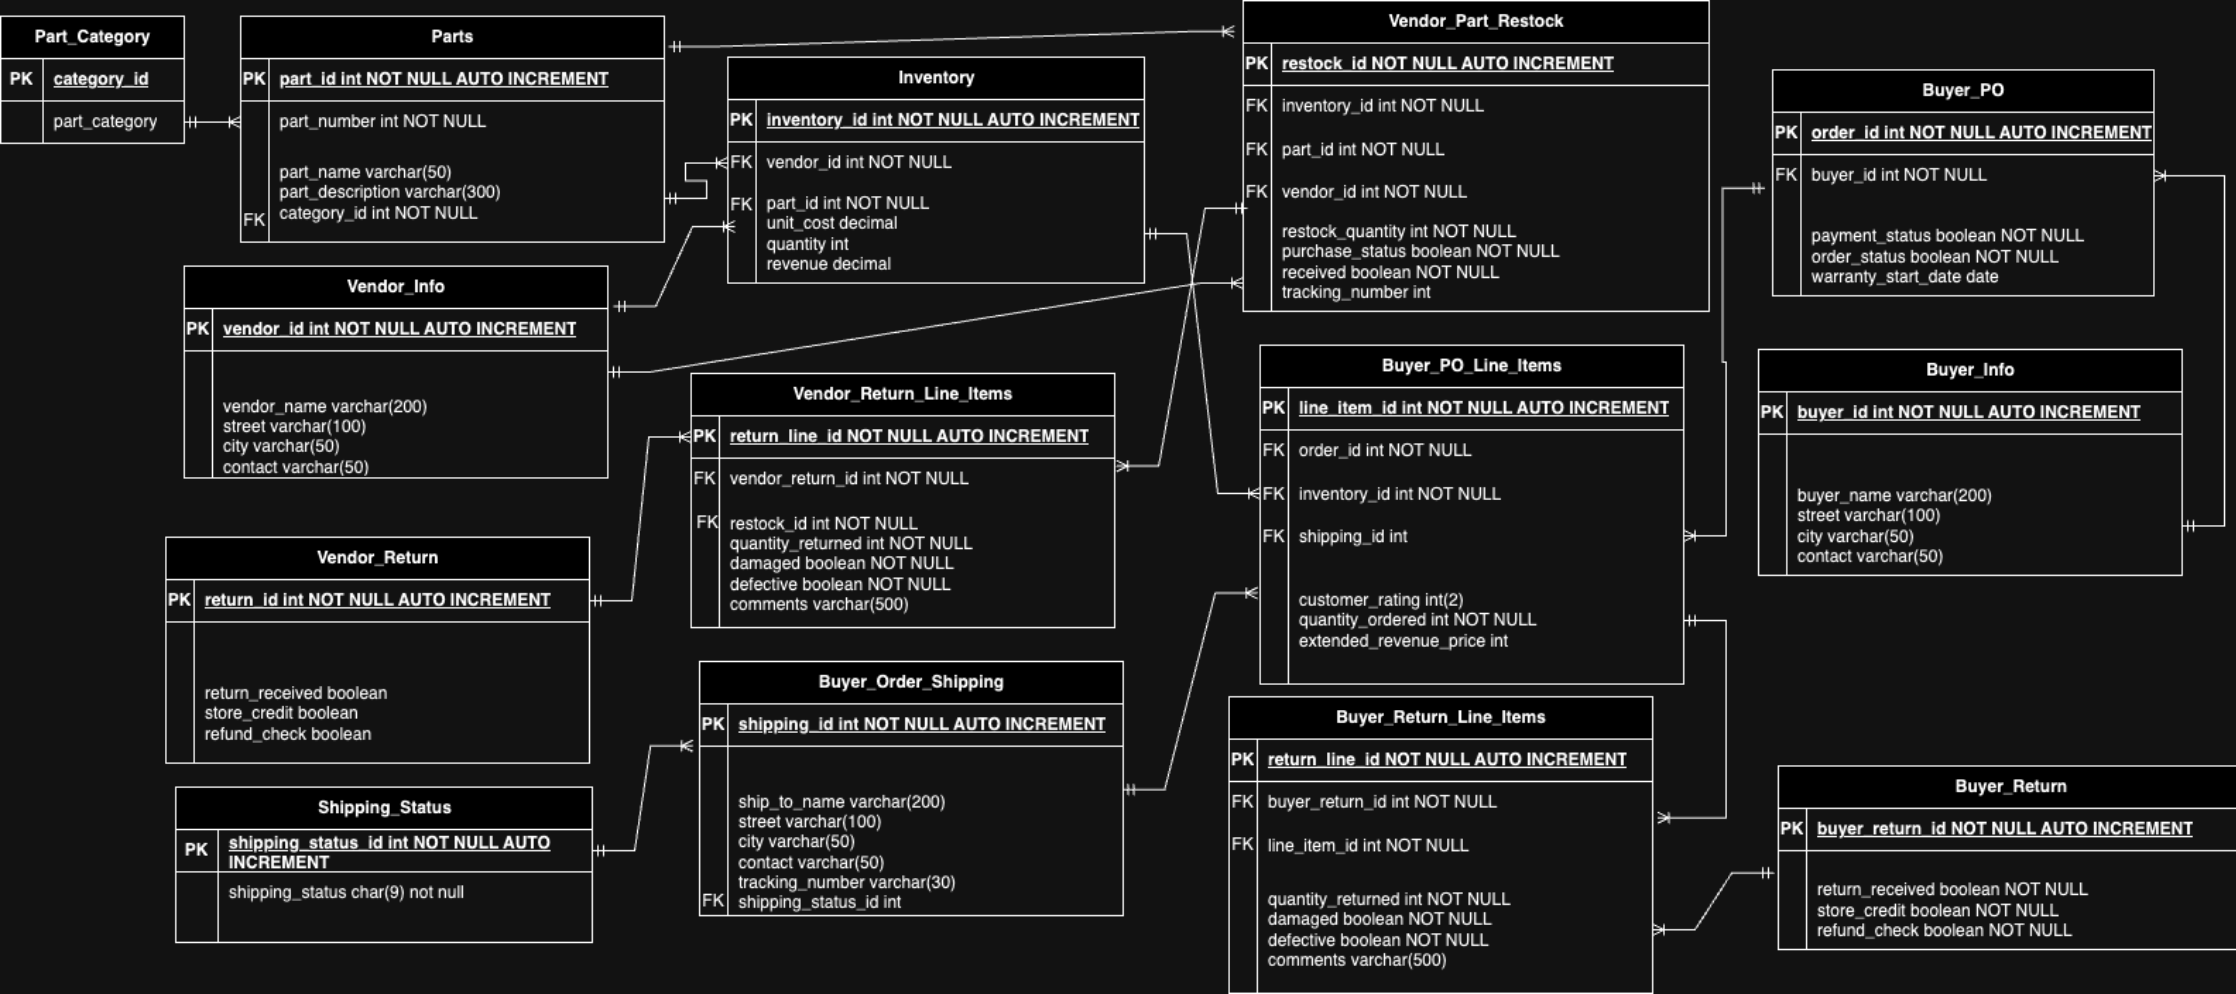 Part_Category
PK category_id
part_category
Parts
PK part_id int NOT NULL AUTO INCREMENT
part_number int NOT NULL
part_name varchar(50)
part_description varchar(300)
FK category_id int NOT NULL
Inventory
PK inventory_id int NOT NULL AUTO INCREMENT
FK vendor_id int NOT NULL
FK part_id int NOT NULL
unit_cost decimal
quantity int
revenue decimal
Vendor_Part_Restock
PK restock_id NOT NULL AUTO INCREMENT
FK inventory_id int NOT NULL
FK part_id int NOT NULL
FK vendor_id int NOT NULL
restock_quantity int NOT NULL
purchase_status boolean NOT NULL
received boolean NOT NULL
tracking_number int
Buyer_PO
PK order_id int NOT NULL AUTO INCREMENT
FK buyer_id int NOT NULL
payment_status boolean NOT NULL
order_status boolean NOT NULL
warranty_start_date date
Vendor_Info
PK vendor_id int NOT NULL AUTO INCREMENT
vendor_name varchar(200)
street varchar(100)
city varchar(50)
contact varchar(50)
Vendor_Return_Line_Items
PK return_line_id NOT NULL AUTO INCREMENT
FK vendor_return_id int NOT NULL
FK restock_id int NOT NULL
quantity_returned int NOT NULL
damaged boolean NOT NULL
defective boolean NOT NULL
comments varchar(500)
Buyer_PO_Line_Items
PK line_item_id int NOT NULL AUTO INCREMENT
FK order_id int NOT NULL
FK inventory_id int NOT NULL
FK shipping_id int
customer_rating int(2)
quantity_ordered int NOT NULL
extended_revenue_price int
Buyer_Info
PK buyer_id int NOT NULL AUTO INCREMENT
buyer_name varchar(200)
street varchar(100)
city varchar(50)
contact varchar(50)
Vendor_Return
PK return_id int NOT NULL AUTO INCREMENT
return_received boolean
store_credit boolean
refund_check boolean
Buyer_Order_Shipping
PK shipping_id int NOT NULL AUTO INCREMENT
ship_to_name varchar(200)
street varchar(100)
city varchar(50)
contact varchar(50)
tracking_number varchar(30)
FK shipping_status_id int
Buyer_Return_Line_Items
PK return_line_id NOT NULL AUTO INCREMENT
FK buyer_return_id int NOT NULL
FK line_item_id int NOT NULL
quantity_returned int NOT NULL
damaged boolean NOT NULL
defective boolean NOT NULL
comments varchar(500)
Shipping_Status
PK shipping_status_id int NOT NULL AUTO
INCREMENT
shipping_status char(9) not null
Buyer_Return
PK buyer_return_id NOT NULL AUTO INCREMENT
return_received boolean NOT NULL
store_credit boolean NOT NULL
refund_check boolean NOT NULL